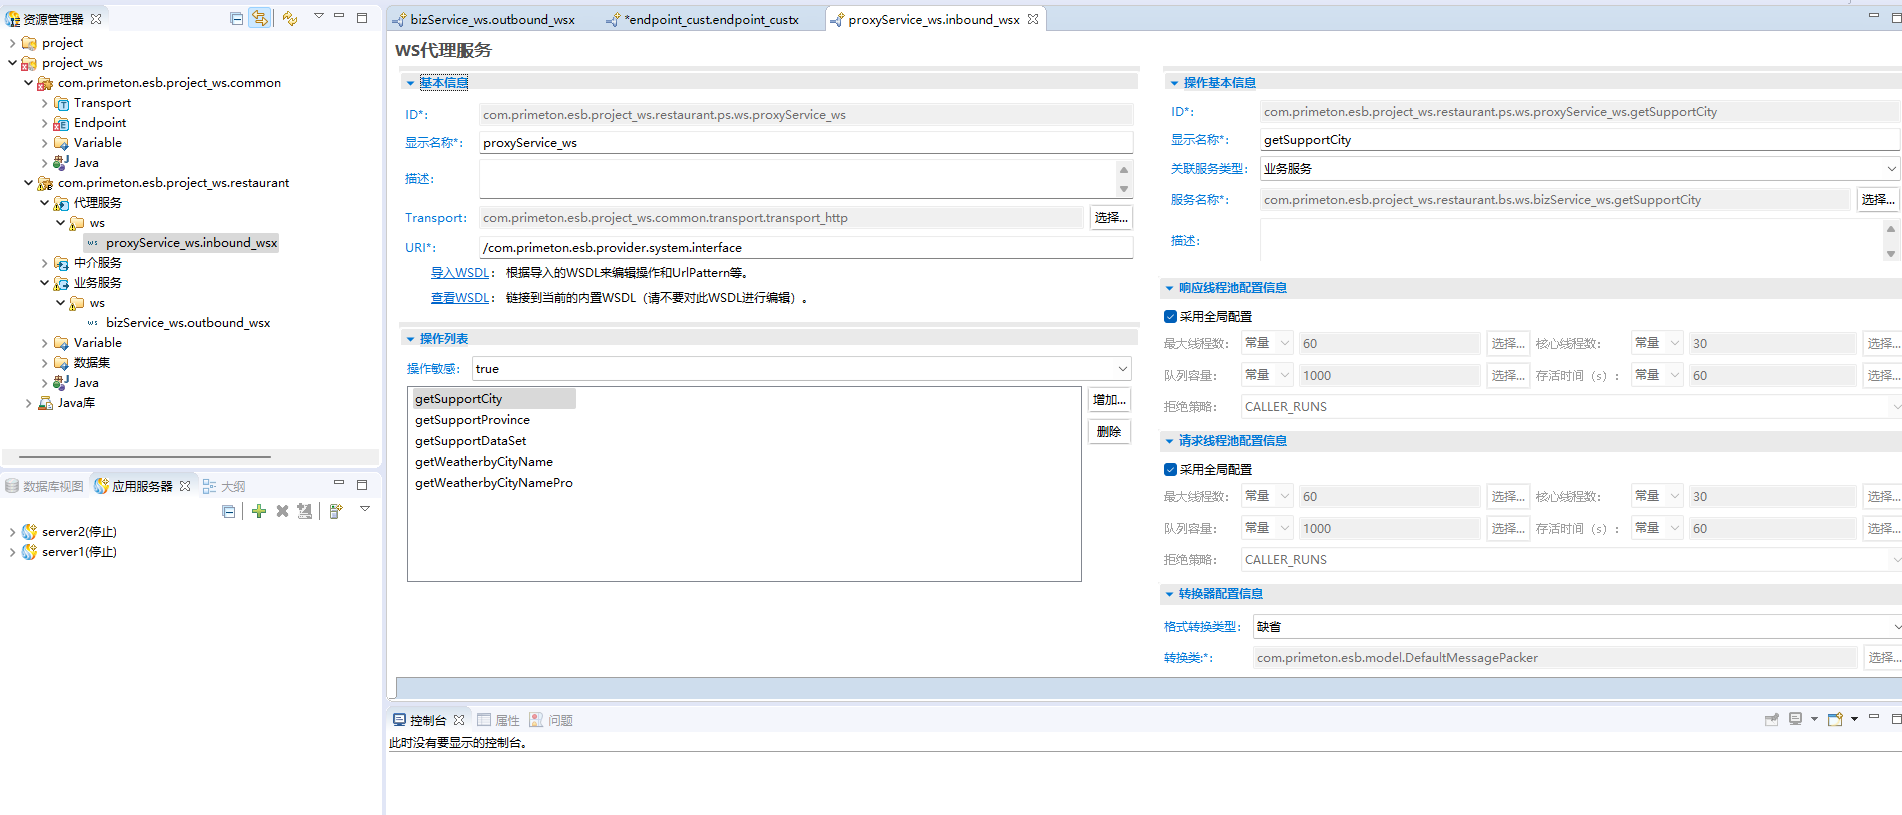 资源管理器
project
project_ws
com.primeton.esb.project_ws.common
Transport
Endpoint
Variable
Java
com.primeton.esb.project_ws.restaurant
代理服务
ws
ws proxyService_ws.inbound_wsx
中介服务
业务服务
ws
ws bizService_ws.outbound_wsx
Variable
数据集
Java
Java库
数据库视图 应用服务器 大纲
server2(停止)
server1(停止)
bizService_ws.outbound_wsx *endpoint_cust.endpoint_custx proxyService_ws.inbound_wsx
WS代理服务
基本信息
ID*: com.primeton.esb.project_ws.restaurant.ps.ws.proxyService_ws
显示名称*: proxyService_ws
描述:
Transport: com.primeton.esb.project_ws.common.transport.transport_http 选择...
URI*: /com.primeton.esb.provider.system.interface
导入WSDL: 根据导入的WSDL来编辑操作和UrlPattern等。
查看WSDL: 链接到当前的内置WSDL（请不要对此WSDL进行编辑）。
操作列表
操作敏感: true
getSupportCity
getSupportProvince
getSupportDataSet
getWeatherbyCityName
getWeatherbyCityNamePro
增加...
删除
操作基本信息
ID*: com.primeton.esb.project_ws.restaurant.ps.ws.proxyService_ws.getSupportCity
显示名称*: getSupportCity
关联服务类型: 业务服务
服务名称*: com.primeton.esb.project_ws.restaurant.bs.ws.bizService_ws.getSupportCity 选择...
描述:
响应线程池配置信息
采用全局配置
最大线程数: 常量 60 选择... 核心线程数: 常量 30 选择...
队列容量: 常量 1000 选择... 存活时间（s）: 常量 60 选择...
拒绝策略: CALLER_RUNS
请求线程池配置信息
采用全局配置
最大线程数: 常量 60 选择... 核心线程数: 常量 30 选择...
队列容量: 常量 1000 选择... 存活时间（s）: 常量 60 选择...
拒绝策略: CALLER_RUNS
转换器配置信息
格式转换类型: 缺省
转换类:*: com.primeton.esb.model.DefaultMessagePacker 选择...
控制台 属性 问题
此时没有要显示的控制台。